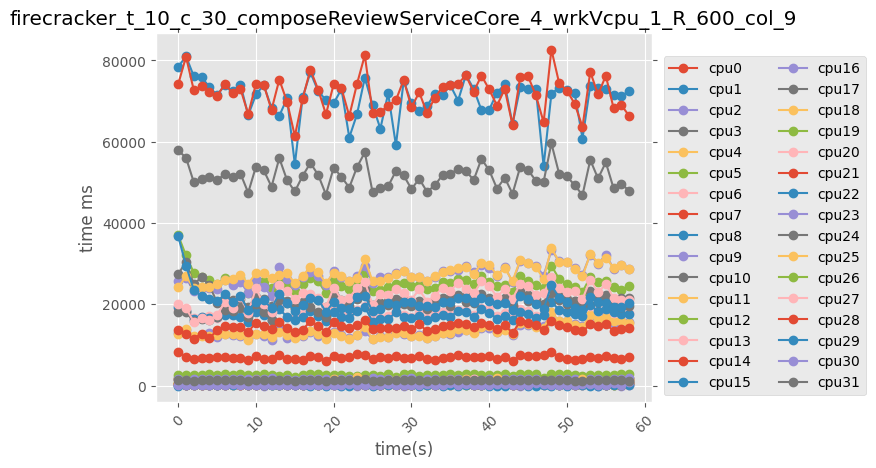 firecracker_t_10_c_30_composeReviewServiceCore_4_wrkVcpu_1_R_600_col_9
time ms
80000
60000
40000
20000
0
0
10
20
30
40
50
60
time(s)
cpu0
cpu1
cpu2
cpu3
cpu4
cpu5
cpu6
cpu7
cpu8
cpu9
cpu10
cpu11
cpu12
cpu13
cpu14
cpu15
cpu16
cpu17
cpu18
cpu19
cpu20
cpu21
cpu22
cpu23
cpu24
cpu25
cpu26
cpu27
cpu28
cpu29
cpu30
cpu31